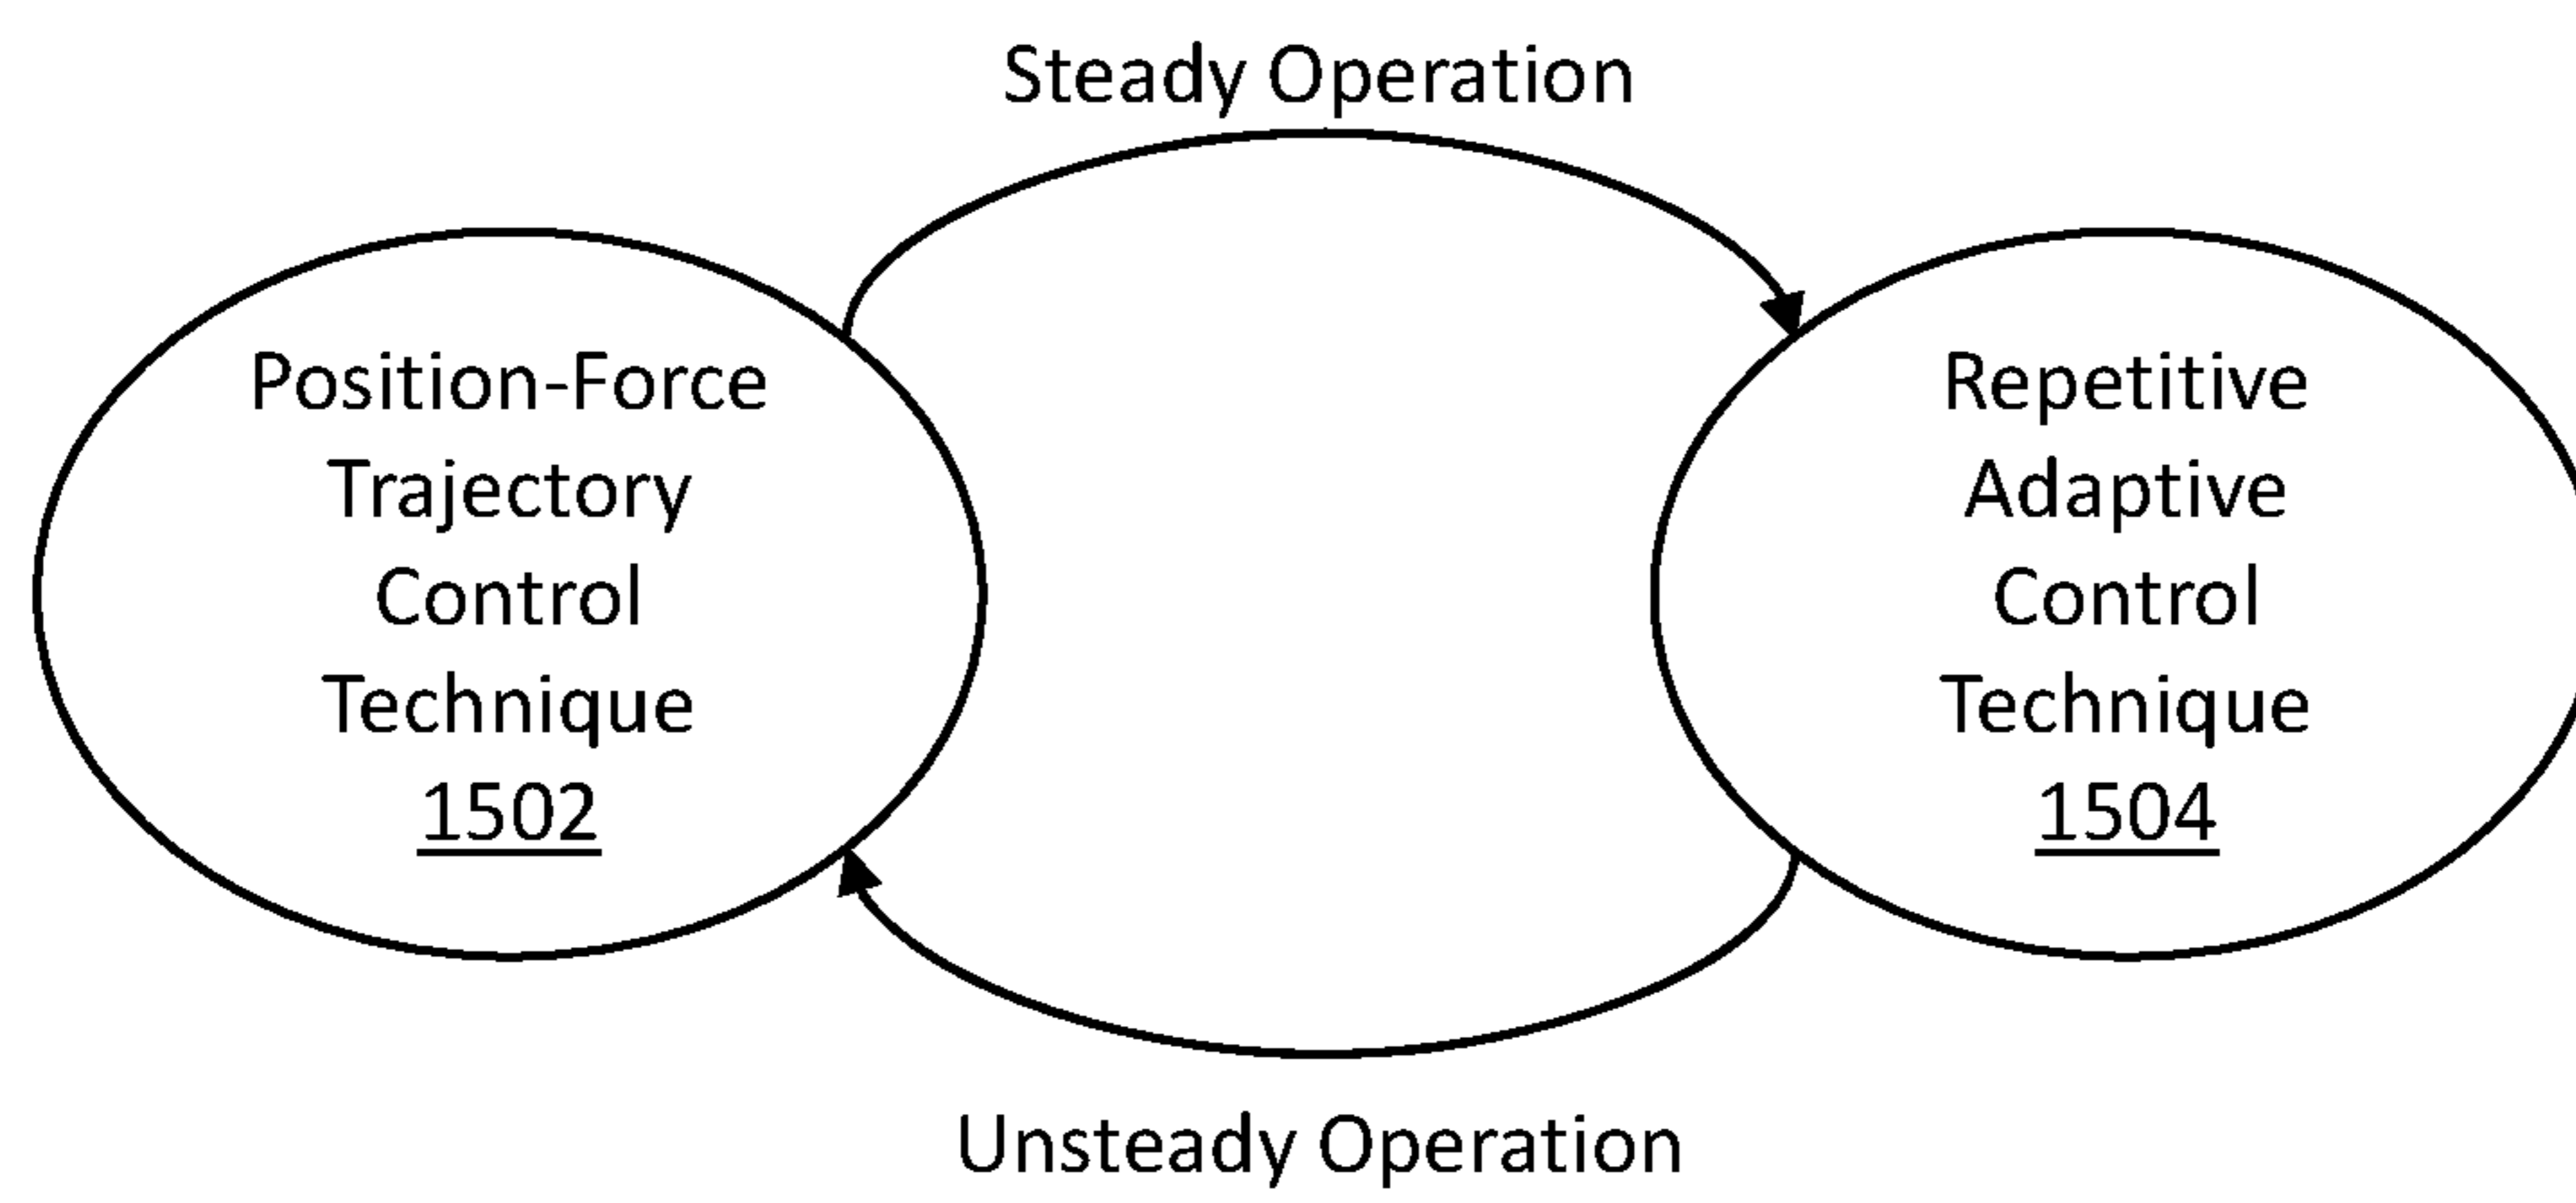 Steady Operation
Position-Force
Trajectory
Control
Technique
1502
Repetitive
Adaptive
Control
Technique
1504
Unsteady Operation